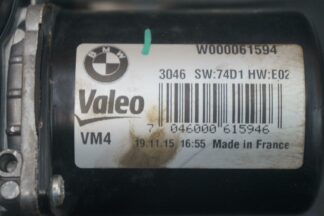 BMW
W000061594
3046 SW:74D1 HW:E02
Valeo
VM4
7 046000 615946
19.11.15 16:55 Made in France